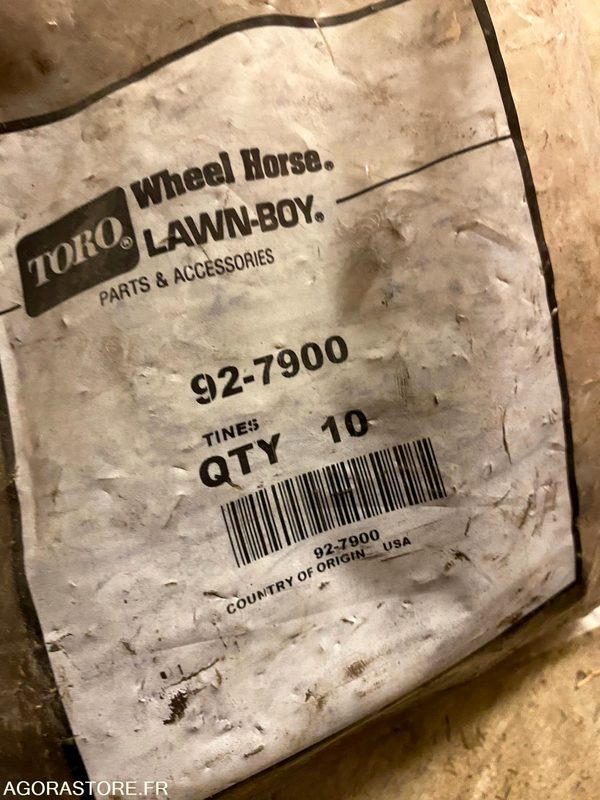 TORO®
Wheel Horse®
LAWN-BOY®
PARTS & ACCESSORIES
92-7900
TINES
QTY 10
92-7900
COUNTRY OF ORIGIN USA
AGORASTORE.FR